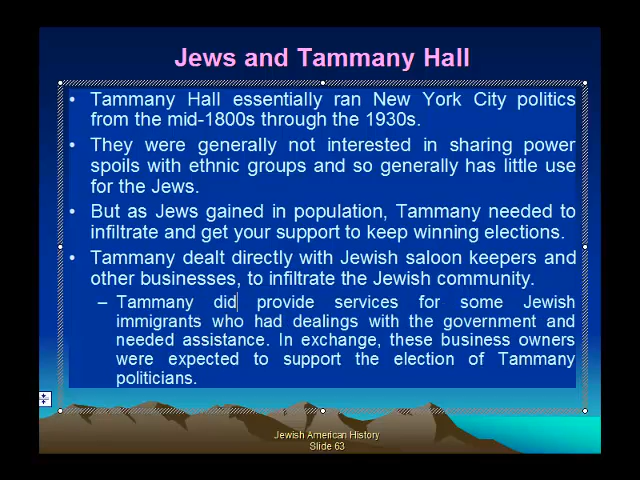 Jews and Tammany Hall
• Tammany Hall essentially ran New York City politics
from the mid-1800s through the 1930s.
• They were generally not interested in sharing power
spoils with ethnic groups and so generally has little use
for the Jews.
• But as Jews gained in population, Tammany needed to
infiltrate and get your support to keep winning elections.
• Tammany dealt directly with Jewish saloon keepers and
other businesses, to infiltrate the Jewish community.
– Tammany did provide services for some Jewish
immigrants who had dealings with the government and
needed assistance. In exchange, these business owners
were expected to support the election of Tammany
politicians.
Jewish American History
Slide 63